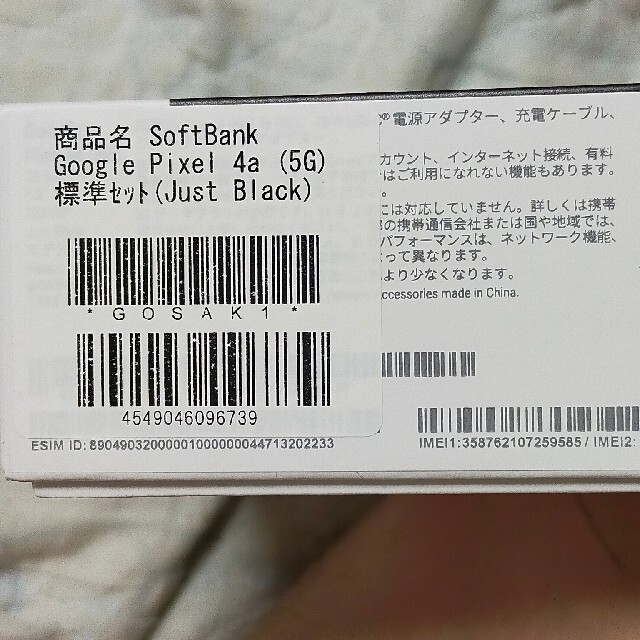 商品名 SoftBank
Google Pixel 4a (5G)
標準ｾｯﾄ(Just Black)
*GOSAK1*
4549046096739
電源アダプター、充電ケーブル、
カウント、インターネット接続、有料
はご利用になれない機能もあります。
には対応していません。詳しくは携帯
の携帯通信会社または国や地域では、
パフォーマンスは、ネットワーク機能、
って異なります。
より少なくなります。
ccessories made in China.
ESIM ID: 89049032000001000000044713202233
IMEI1:358762107259585 / IMEI2: